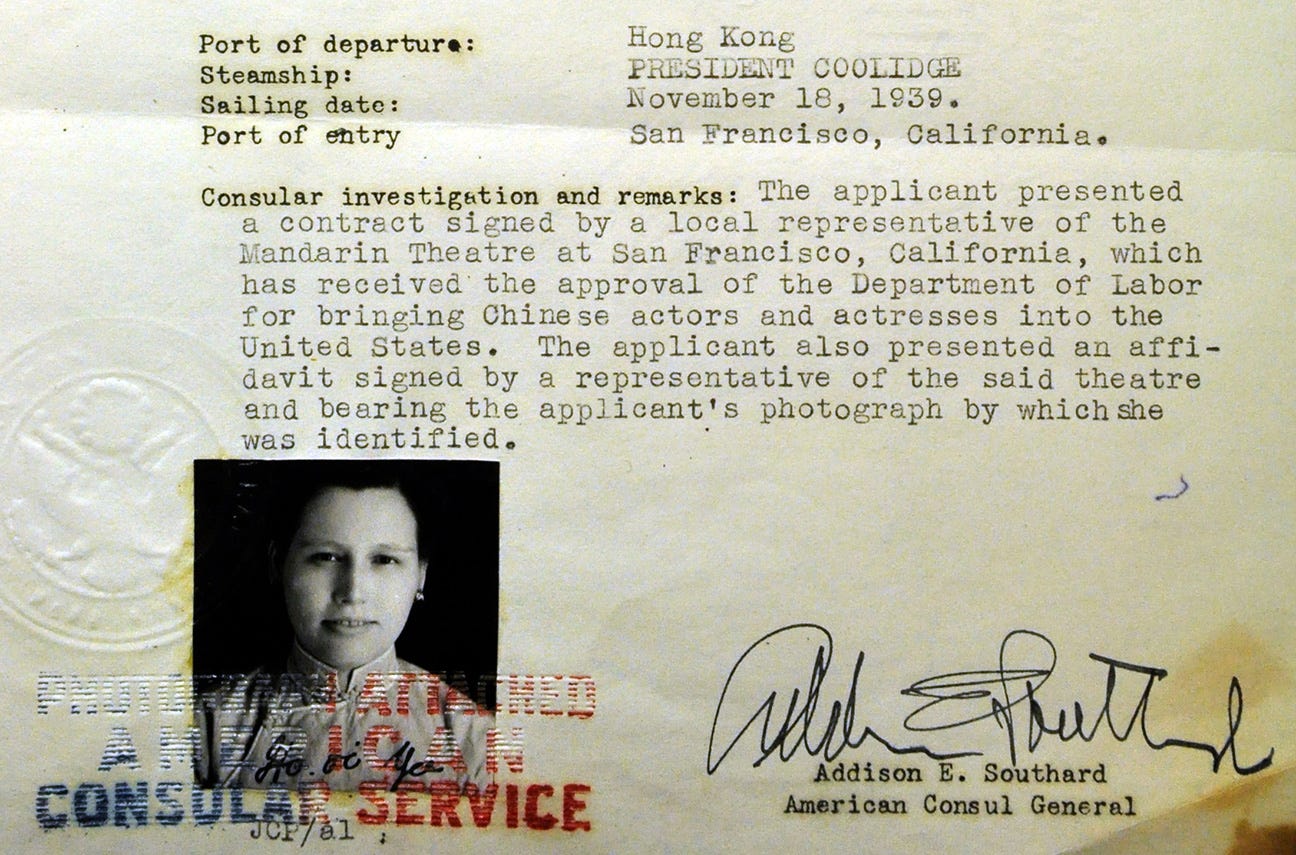 Port of departure: Hong Kong
Steamship: PRESIDENT COOLIDGE
Sailing date: November 18, 1939.
Port of entry San Francisco, California.
Consular investigation and remarks: The applicant presented
a contract signed by a local representative of the
Mandarin Theatre at San Francisco, California, which
has received the approval of the Department of Labor
for bringing Chinese actors and actresses into the
United States. The applicant also presented an affi-
davit signed by a representative of the said theatre
and bearing the applicant's photograph by which she
was identified.
PHOTOGRAPH ATTACHED
AMERICAN
CONSULAR SERVICE
JCP/al
Addison E. Southard
Addison E. Southard
American Consul General